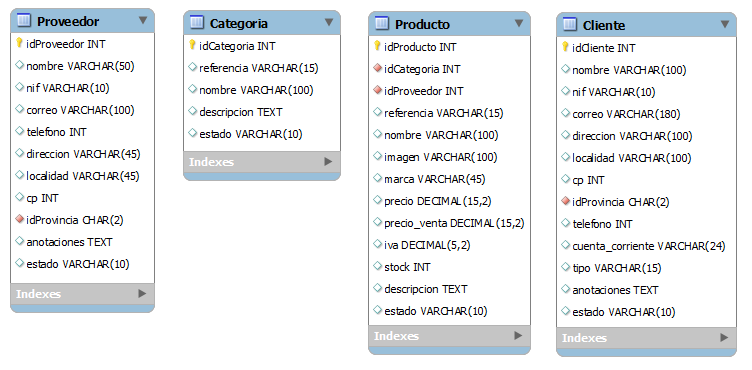 Proveedor
idProveedor INT
nombre VARCHAR(50)
nif VARCHAR(10)
correo VARCHAR(100)
telefono INT
direccion VARCHAR(45)
localidad VARCHAR(45)
cp INT
idProvincia CHAR(2)
anotaciones TEXT
estado VARCHAR(10)
Indexes
Categoria
idCategoria INT
referencia VARCHAR(15)
nombre VARCHAR(100)
descripcion TEXT
estado VARCHAR(10)
Indexes
Producto
idProducto INT
idCategoria INT
idProveedor INT
referencia VARCHAR(15)
nombre VARCHAR(100)
imagen VARCHAR(100)
marca VARCHAR(45)
precio DECIMAL(15,2)
precio_venta DECIMAL(15,2)
iva DECIMAL(5,2)
stock INT
descripcion TEXT
estado VARCHAR(10)
Indexes
Cliente
idCliente INT
nombre VARCHAR(100)
nif VARCHAR(10)
correo VARCHAR(180)
direccion VARCHAR(100)
localidad VARCHAR(100)
cp INT
idProvincia CHAR(2)
telefono INT
cuenta_corriente VARCHAR(24)
tipo VARCHAR(15)
anotaciones TEXT
estado VARCHAR(10)
Indexes